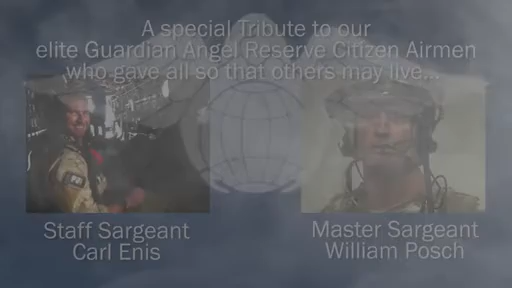 A special Tribute to our
elite Guardian Angel Reserve Citizen Airmen
who gave all so that others may live...
Staff Sargeant
Carl Enis
Master Sargeant
William Posch